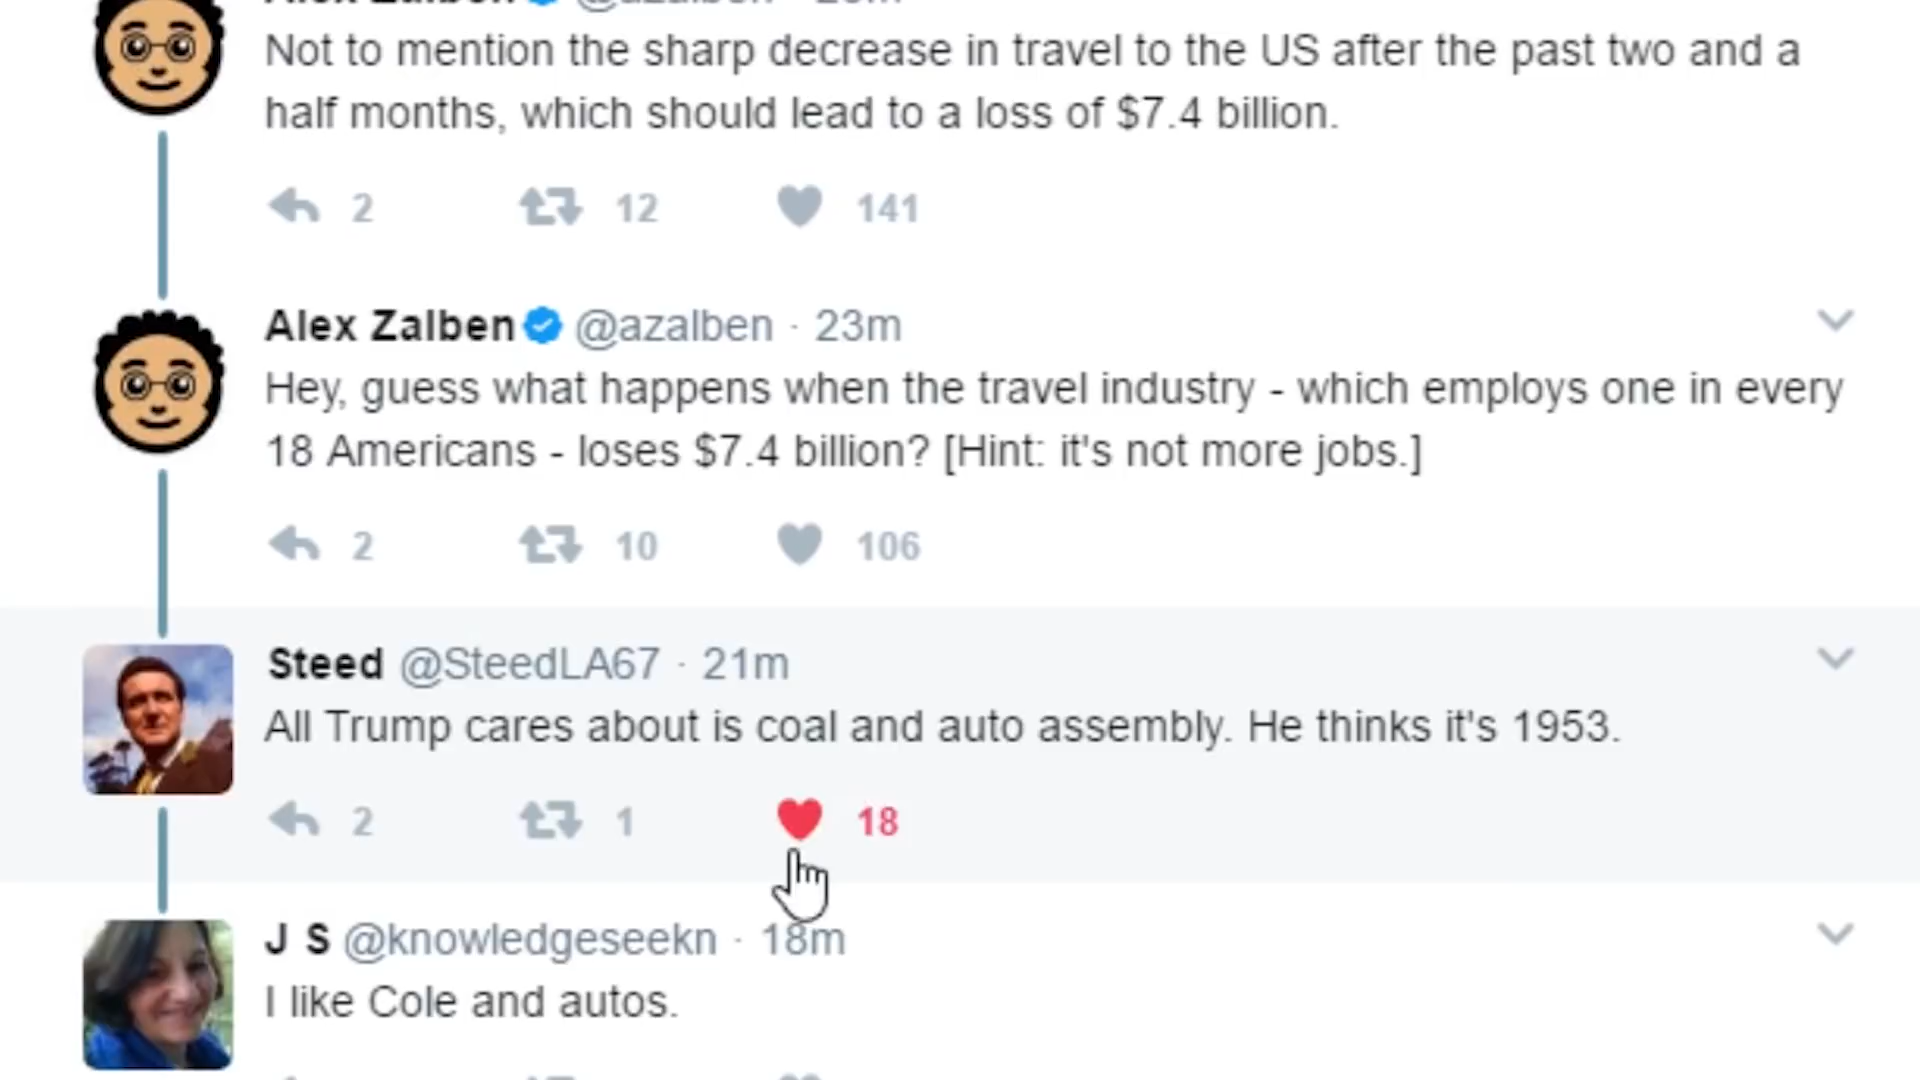 Alex Zalben @azalben · 23m
Not to mention the sharp decrease in travel to the US after the past two and a
half months, which should lead to a loss of $7.4 billion.
2 12 141
Alex Zalben @azalben · 23m
Hey, guess what happens when the travel industry - which employs one in every
18 Americans - loses $7.4 billion? [Hint: it's not more jobs.]
2 10 106
Steed @SteedLA67 · 21m
All Trump cares about is coal and auto assembly. He thinks it's 1953.
2 1 18
J S @knowledgeseekn · 18m
I like Cole and autos.